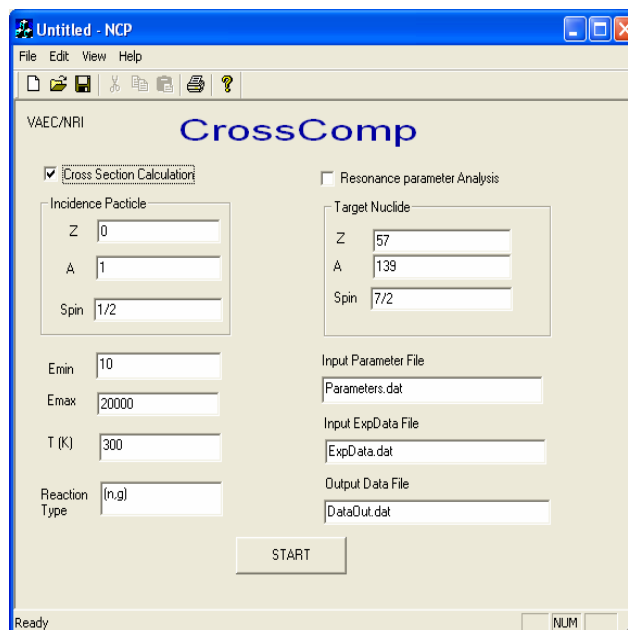 Untitled - NCP
File Edit View Help
VAEC/NRI
CrossComp
Cross Section Calculation
Resonance parameter Analysis
Incidence Pacticle
Z 0
A 1
Spin 1/2
Target Nuclide
Z 57
A 139
Spin 7/2
Emin 10
Emax 20000
T (K) 300
Reaction Type (n,g)
Input Parameter File
Parameters.dat
Input ExpData File
ExpData.dat
Output Data File
DataOut.dat
START
Ready NUM